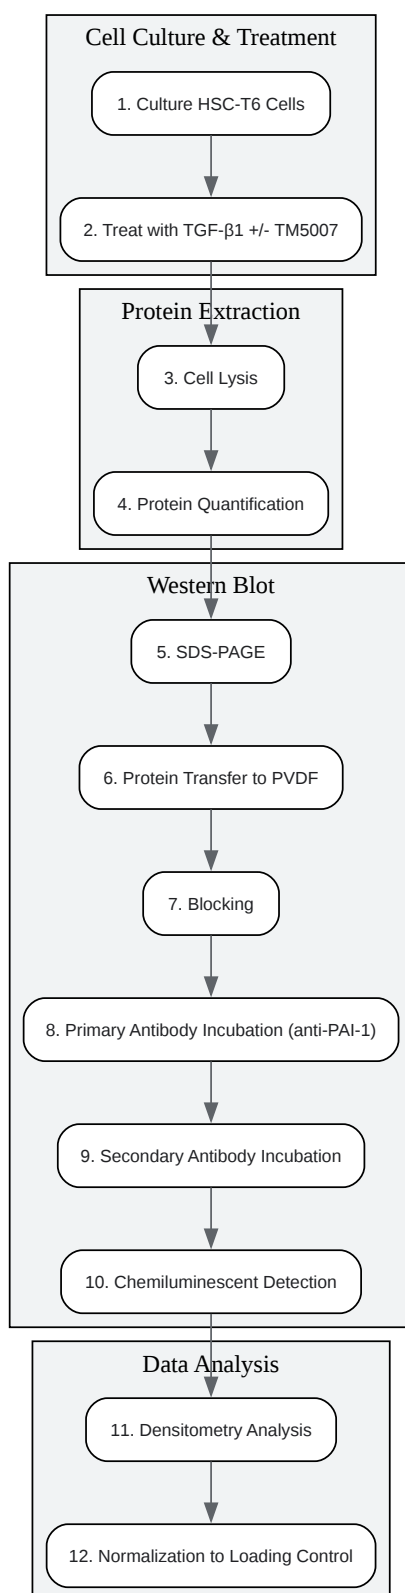 Cell Culture & Treatment
1. Culture HSC-T6 Cells
2. Treat with TGF-β1 +/- TM5007
Protein Extraction
3. Cell Lysis
4. Protein Quantification
Western Blot
5. SDS-PAGE
6. Protein Transfer to PVDF
7. Blocking
8. Primary Antibody Incubation (anti-PAI-1)
9. Secondary Antibody Incubation
10. Chemiluminescent Detection
Data Analysis
11. Densitometry Analysis
12. Normalization to Loading Control